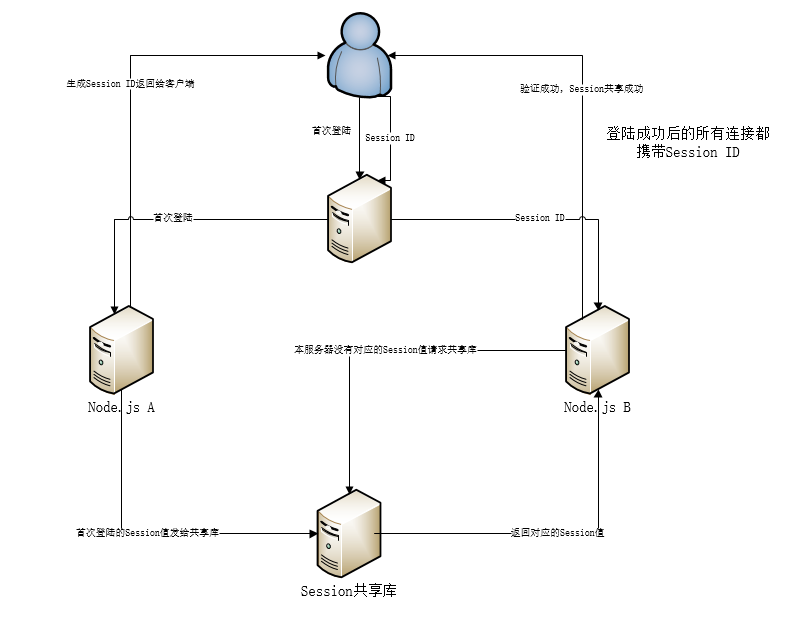 生成Session ID返回给客户端
验证成功，Session共享成功
首次登陆
Session ID
登陆成功后的所有连接都
携带Session ID
首次登陆
Session ID
本服务器没有对应的Session值请求共享库
Node.js A
Node.js B
首次登陆的Session值发给共享库
返回对应的Session值
Session共享库